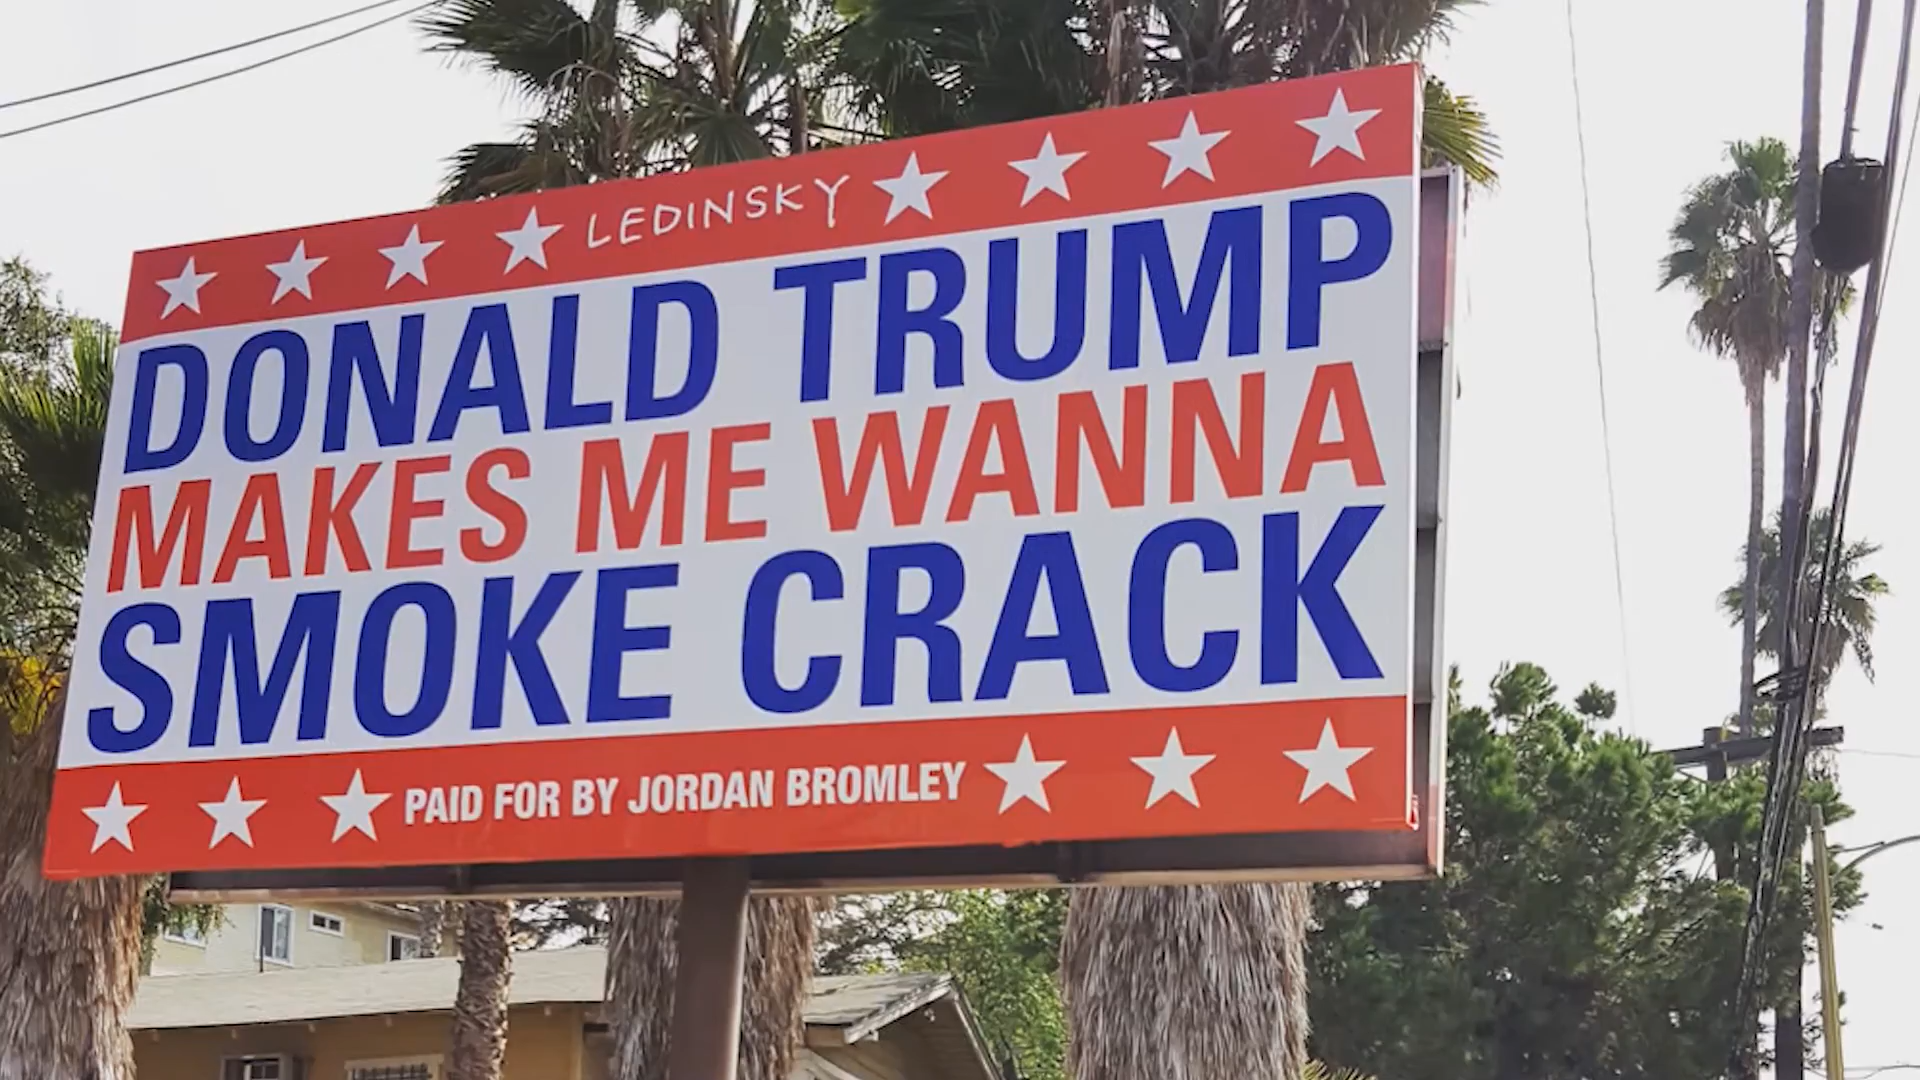 LEDINSKY
DONALD TRUMP
MAKES ME WANNA
SMOKE CRACK
PAID FOR BY JORDAN BROMLEY